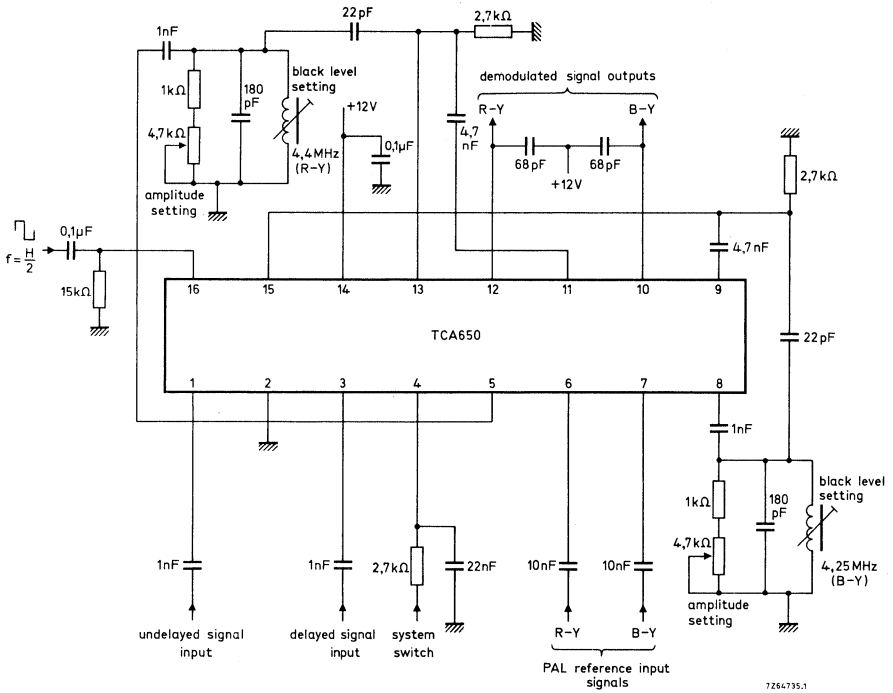 22pF
2,7kΩ
1nF
1kΩ
180
pF
black level
setting
4,7kΩ
4,4MHz
(R-Y)
amplitude
setting
+12V
0,1µF
4,7
nF
demodulated signal outputs
R-Y
B-Y
68pF
68pF
+12V
2,7kΩ
4,7nF
0,1µF
f=H/2
15kΩ
16
15
14
13
12
11
10
9
TCA650
22pF
1
2
3
4
5
6
7
8
1nF
1kΩ
180
pF
black level
setting
4,7kΩ
4,25MHz
(B-Y)
amplitude
setting
1nF
1nF
2,7kΩ
22nF
10nF
10nF
undelayed signal
input
delayed signal
input
system
switch
R-Y
B-Y
PAL reference input
signals
7Z64735.1